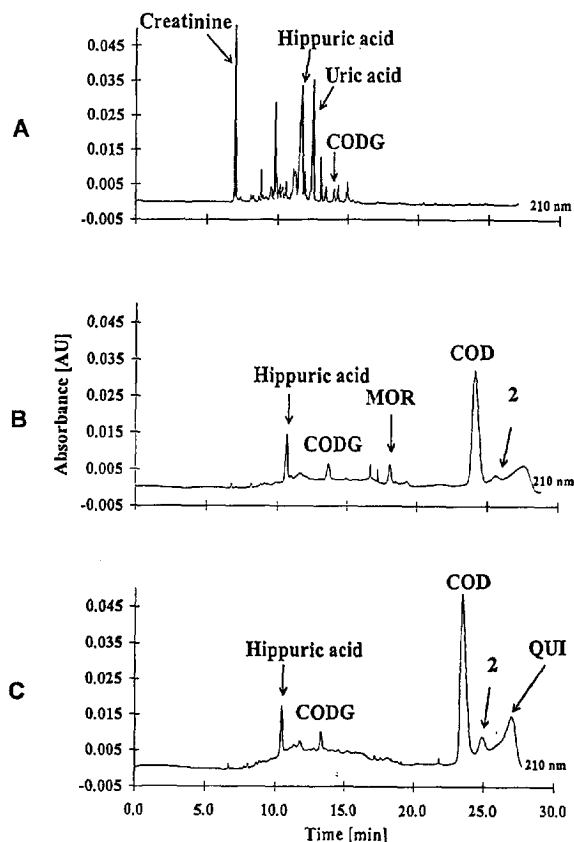 A
Creatinine
Hippuric acid
Uric acid
CODG
0.045
0.035
0.025
0.015
0.005
-0.005
210 nm
B
Absorbance [AU]
0.045
0.035
0.025
0.015
0.005
-0.005
Hippuric acid
CODG
MOR
COD
2
210 nm
C
0.045
0.035
0.025
0.015
0.005
-0.005
Hippuric acid
CODG
COD
2
QUI
210 nm
0.0 5.0 10.0 15.0 20.0 25.0 30.0
Time [min]